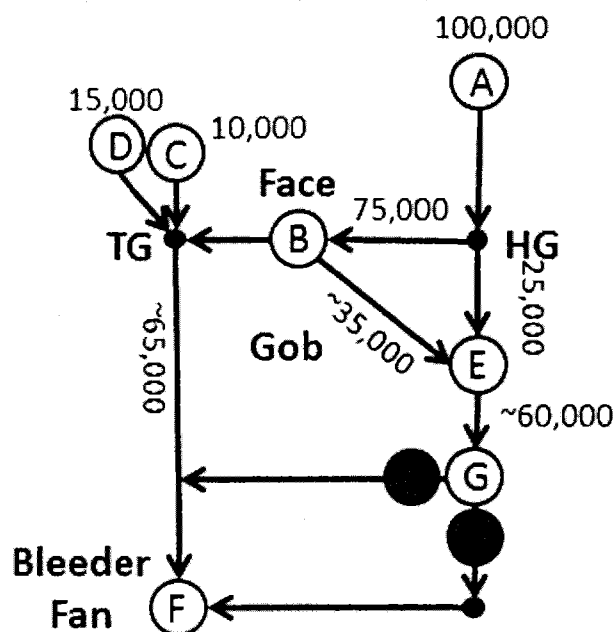 100,000
A
15,000
10,000
D
C
Face
75,000
TG
B
HG
25,000
~35,000
~65,000
Gob
E
~60,000
G
Bleeder
Fan
F